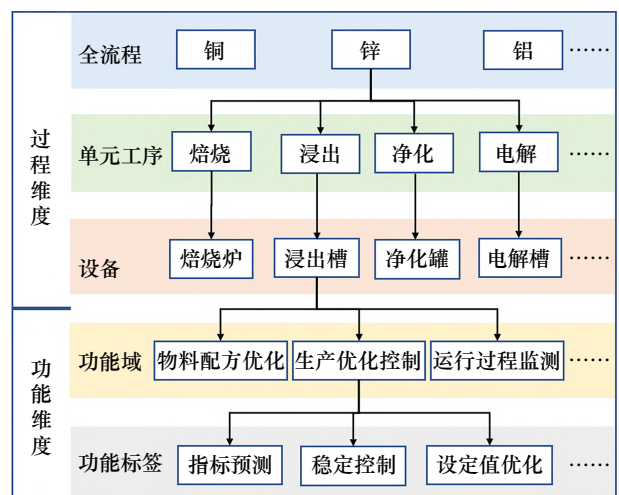 过程维度
全流程
铜
锌
铝
……
单元工序
焙烧
浸出
净化
电解
……
设备
焙烧炉
浸出槽
净化罐
电解槽
……
功能维度
功能域
物料配方优化
生产优化控制
运行过程监测
……
功能标签
指标预测
稳定控制
设定值优化
……